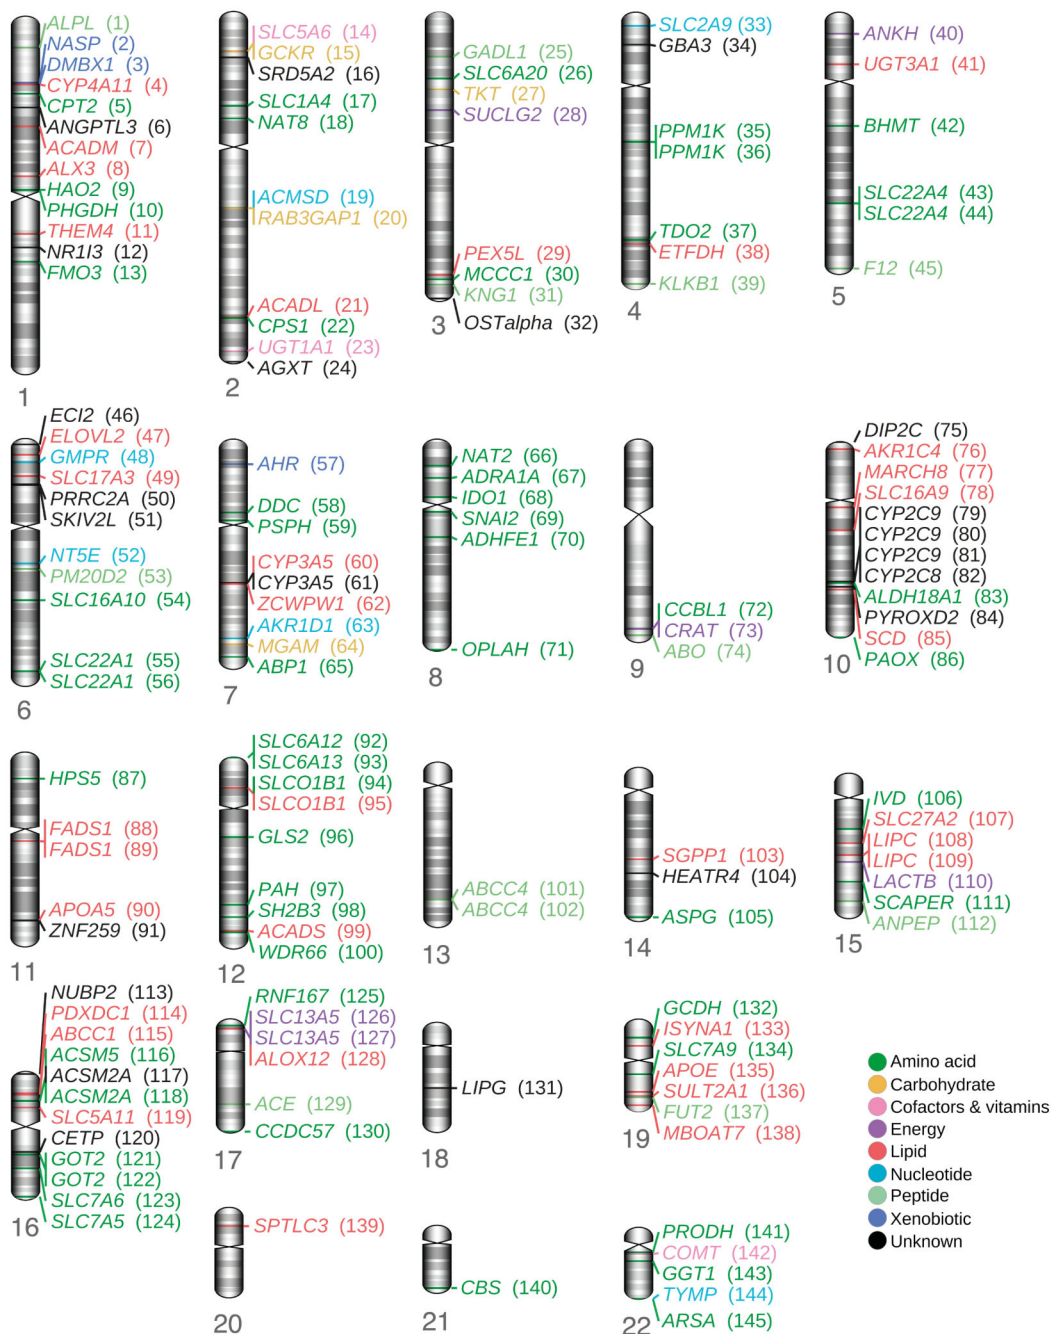 ALPL (1)
NASP (2)
DMBX1 (3)
CYP4A11 (4)
CPT2 (5)
ANGPTL3 (6)
ACADM (7)
ALX3 (8)
HAO2 (9)
PHGDH (10)
THEM4 (11)
NR1I3 (12)
FMO3 (13)
1
SLC5A6 (14)
GCKR (15)
SRD5A2 (16)
SLC1A4 (17)
NAT8 (18)
ACMSD (19)
RAB3GAP1 (20)
ACADL (21)
CPS1 (22)
UGT1A1 (23)
AGXT (24)
2
GADL1 (25)
SLC6A20 (26)
TKT (27)
SUCLG2 (28)
PEX5L (29)
MCCC1 (30)
KNG1 (31)
OSTalpha (32)
3
SLC2A9 (33)
GBA3 (34)
PPM1K (35)
PPM1K (36)
TDO2 (37)
ETFDH (38)
KLKB1 (39)
4
ANKH (40)
UGT3A1 (41)
BHMT (42)
SLC22A4 (43)
SLC22A4 (44)
F12 (45)
5
ECI2 (46)
ELOVL2 (47)
GMPR (48)
SLC17A3 (49)
PRRC2A (50)
SKIV2L (51)
NT5E (52)
PM20D2 (53)
SLC16A10 (54)
SLC22A1 (55)
SLC22A1 (56)
6
AHR (57)
DDC (58)
PSPH (59)
CYP3A5 (60)
CYP3A5 (61)
ZCWPW1 (62)
AKR1D1 (63)
MGAM (64)
ABP1 (65)
7
NAT2 (66)
ADRA1A (67)
IDO1 (68)
SNAI2 (69)
ADHFE1 (70)
OPLAH (71)
8
CCBL1 (72)
CRAT (73)
ABO (74)
9
DIP2C (75)
AKR1C4 (76)
MARCH8 (77)
SLC16A9 (78)
CYP2C9 (79)
CYP2C9 (80)
CYP2C9 (81)
CYP2C8 (82)
ALDH18A1 (83)
PYROXD2 (84)
SCD (85)
PAOX (86)
10
HPS5 (87)
FADS1 (88)
FADS1 (89)
APOA5 (90)
ZNF259 (91)
11
SLC6A12 (92)
SLC6A13 (93)
SLCO1B1 (94)
SLCO1B1 (95)
GLS2 (96)
PAH (97)
SH2B3 (98)
ACADS (99)
WDR66 (100)
12
ABCC4 (101)
ABCC4 (102)
13
SGPP1 (103)
HEATR4 (104)
ASPG (105)
14
IVD (106)
SLC27A2 (107)
LIPC (108)
LIPC (109)
LACTB (110)
SCAPER (111)
ANPEP (112)
15
NUBP2 (113)
PDXDC1 (114)
ABCC1 (115)
ACSM5 (116)
ACSM2A (117)
ACSM2A (118)
SLC5A11 (119)
CETP (120)
GOT2 (121)
GOT2 (122)
SLC7A6 (123)
SLC7A5 (124)
16
RNF167 (125)
SLC13A5 (126)
SLC13A5 (127)
ALOX12 (128)
ACE (129)
CCDC57 (130)
17
LIPG (131)
18
GCDH (132)
ISYNA1 (133)
SLC7A9 (134)
APOE (135)
SULT2A1 (136)
FUT2 (137)
MBOAT7 (138)
19
SPTLC3 (139)
20
CBS (140)
21
PRODH (141)
COMT (142)
GGT1 (143)
TYMP (144)
ARSA (145)
22
Amino acid
Carbohydrate
Cofactors & vitamins
Energy
Lipid
Nucleotide
Peptide
Xenobiotic
Unknown